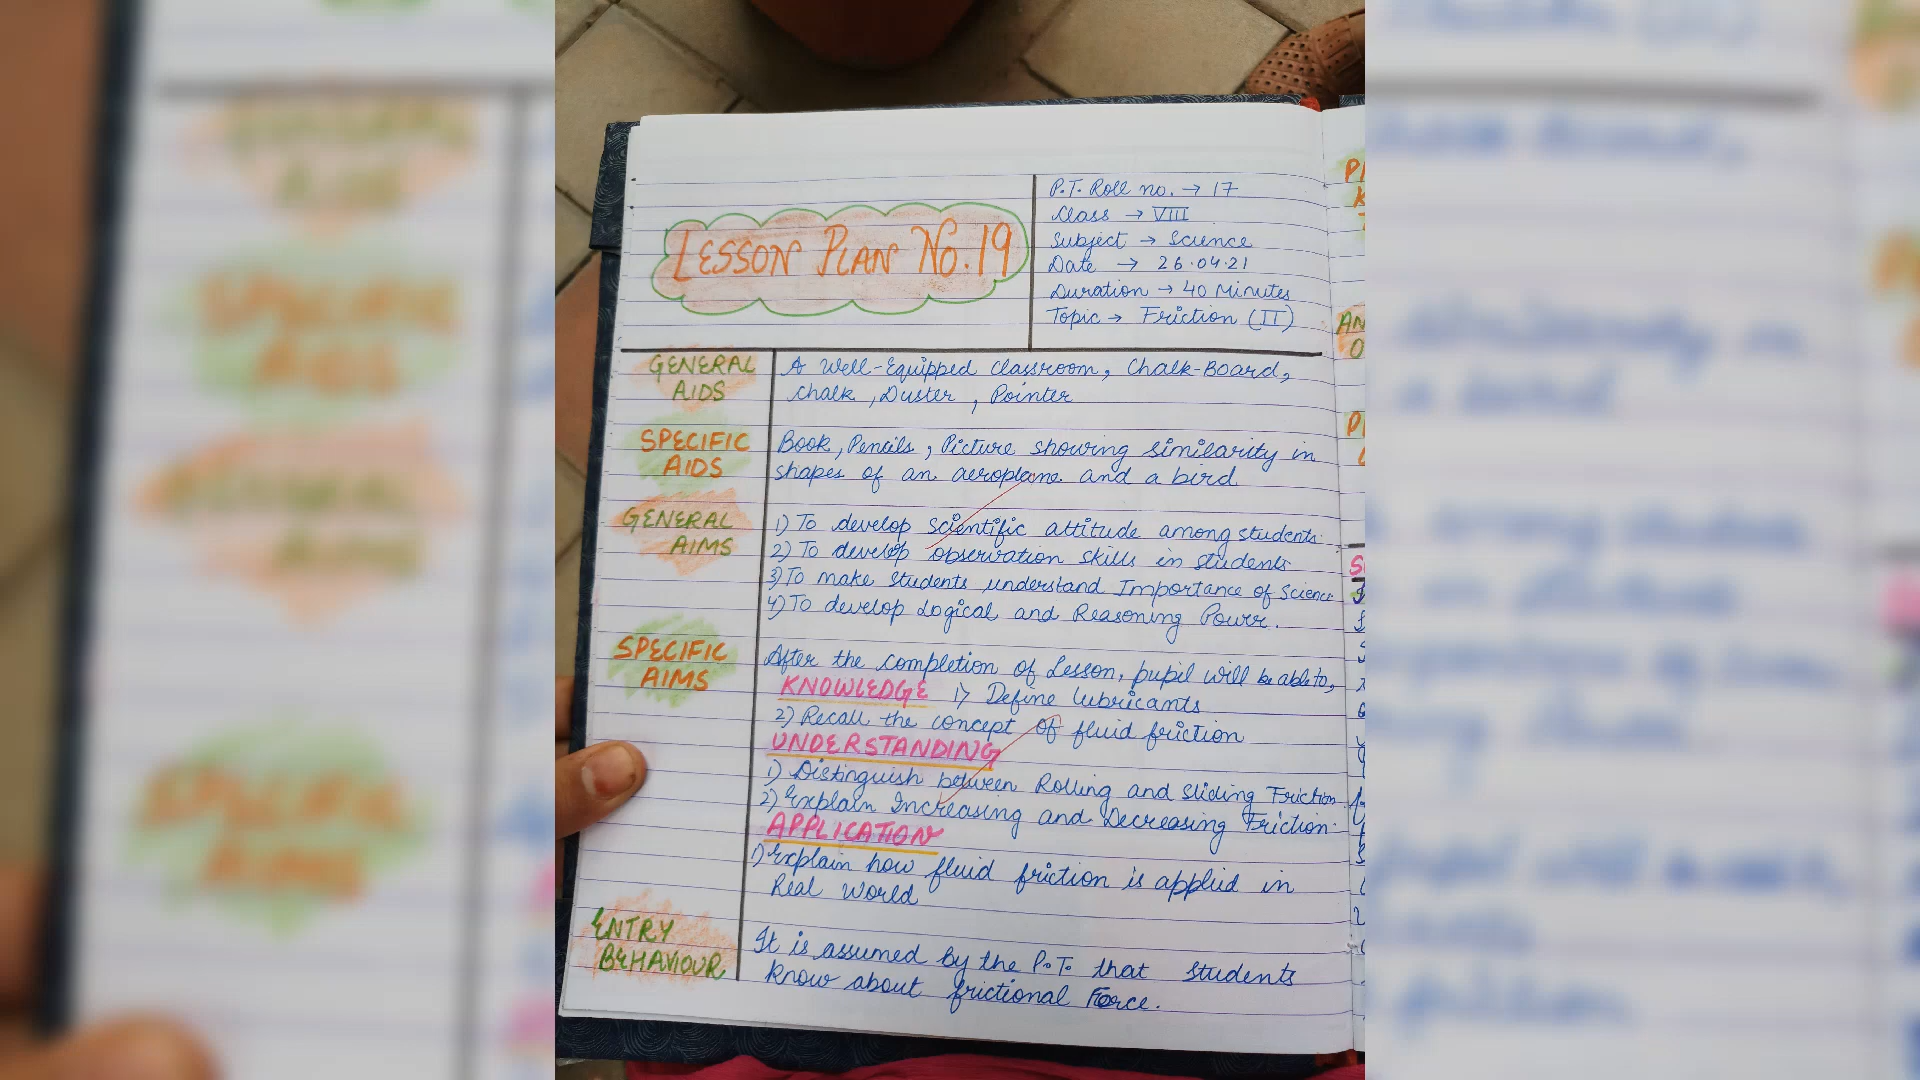 LESSON PLAN NO.19
P.T. Roll no. → 17
Class → VIII
Subject → Science
Date → 26.04.21
Duration → 40 Minutes
Topic → Friction (II)
GENERAL AIDS
A Well-Equipped Classroom, Chalk-Board,
Chalk, Duster, Pointer
SPECIFIC AIDS
Book, Pencils, Picture showing similarity in
shapes of an aeroplane and a bird
GENERAL AIMS
1) To develop scientific attitude among students.
2) To develop observation skills in students
3) To make students understand Importance of Science
4) To develop Logical and Reasoning Power.
SPECIFIC AIMS
After the completion of Lesson, pupil will be able to,
KNOWLEDGE 1) Define lubricants
2) Recall the concept of fluid friction
UNDERSTANDING
1) Distinguish between Rolling and Sliding Friction.
2) Explain Increasing and Decreasing Friction.
APPLICATION
1) Explain how fluid friction is applied in
Real World
ENTRY BEHAVIOUR
It is assumed by the P.T. that students
know about frictional Force.